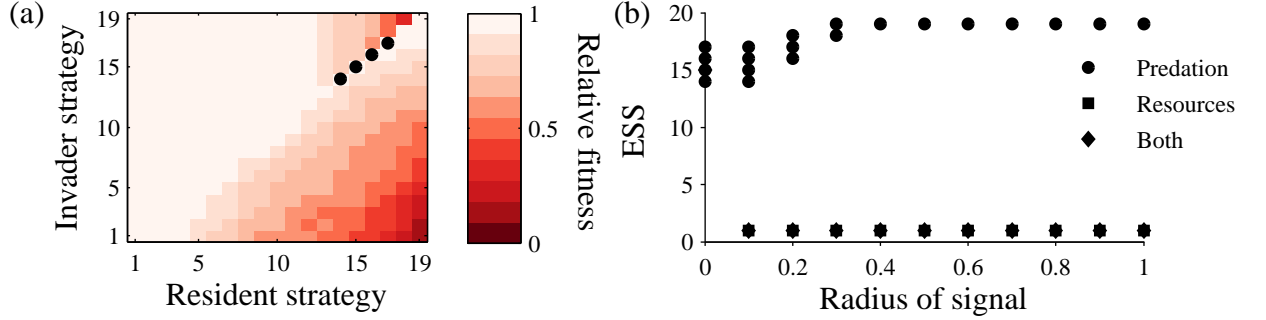 (a)
Invader strategy
19
15
10
5
1
1 5 10 15 19
Resident strategy
1
0.5
0
Relative fitness
(b)
ESS
20
15
10
5
0
0 0.2 0.4 0.6 0.8 1
Radius of signal
Predation
Resources
Both